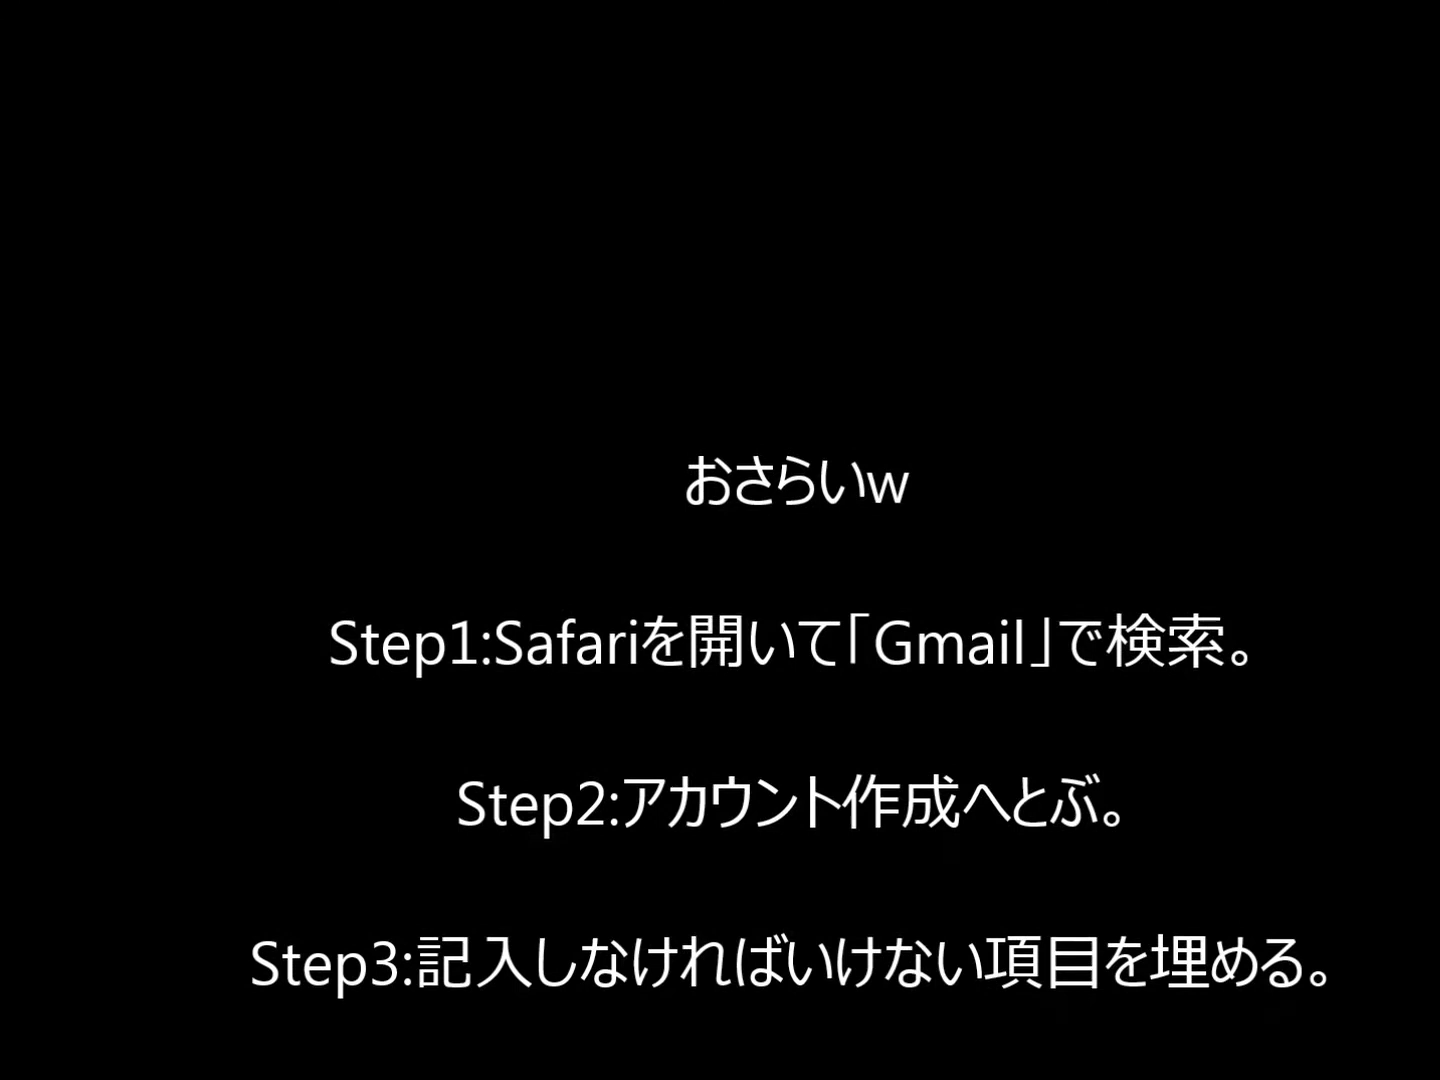 おさらいw
Step1:Safariを開いて「Gmail」で検索。
Step2:アカウント作成へとぶ。
Step3:記入しなければいけない項目を埋める。